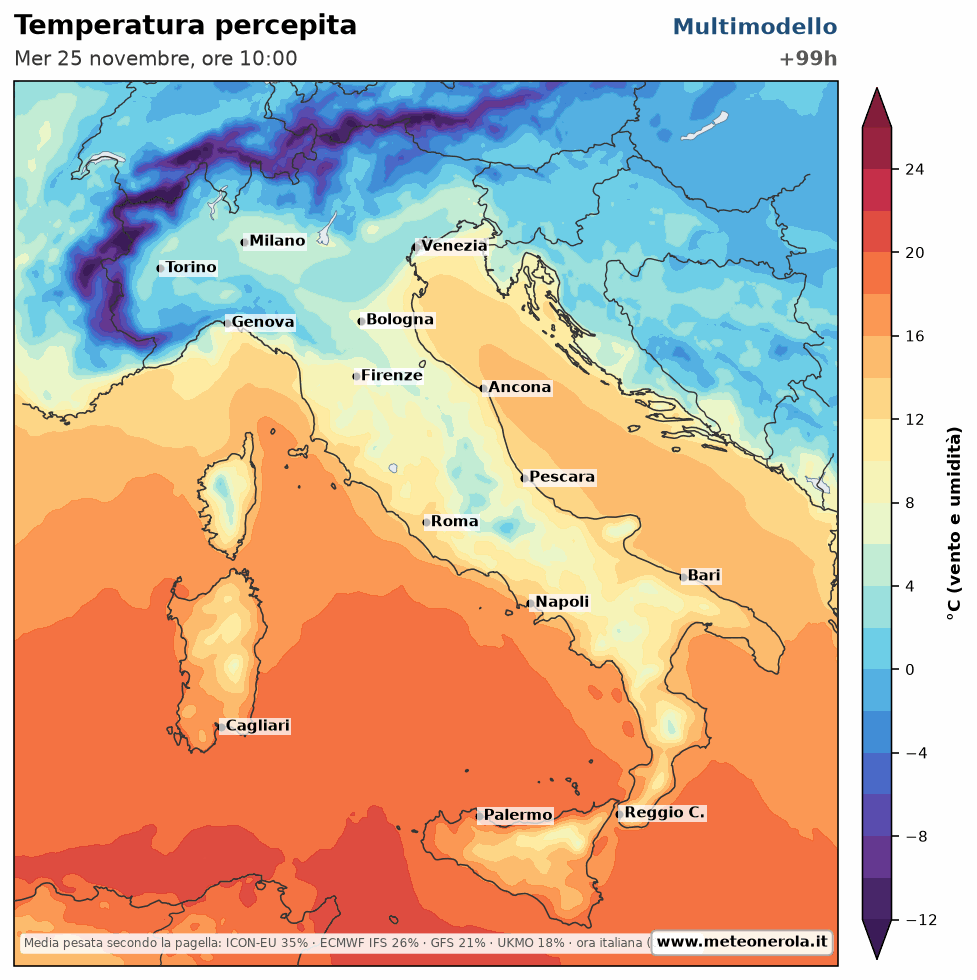 Temperatura percepita
Multimodello
Mer 25 novembre, ore 10:00
+99h
Milano
Venezia
Torino
Genova
Bologna
Firenze
Ancona
Pescara
Roma
Bari
Napoli
Cagliari
Palermo
Reggio C.
24
20
16
12
8
4
0
−4
−8
−12
°C (vento e umidità)
Media pesata secondo la pagella: ICON-EU 35% · ECMWF IFS 26% · GFS 21% · UKMO 18% · ora italiana (
www.meteonerola.it